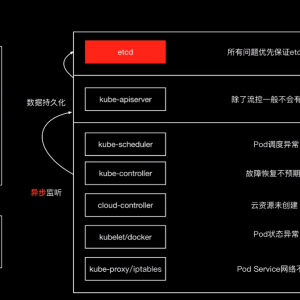 etcd
所有问题优先保证etc
数据持久化
kube-apiserver
除了流控一般不会有
kube-scheduler
Pod调度异常
kube-controller
故障恢复不预期
异步监听
cloud-controller
云资源未创建
kubelet/docker
Pod状态异常
kube-proxy/iptables
Pod Service网络不